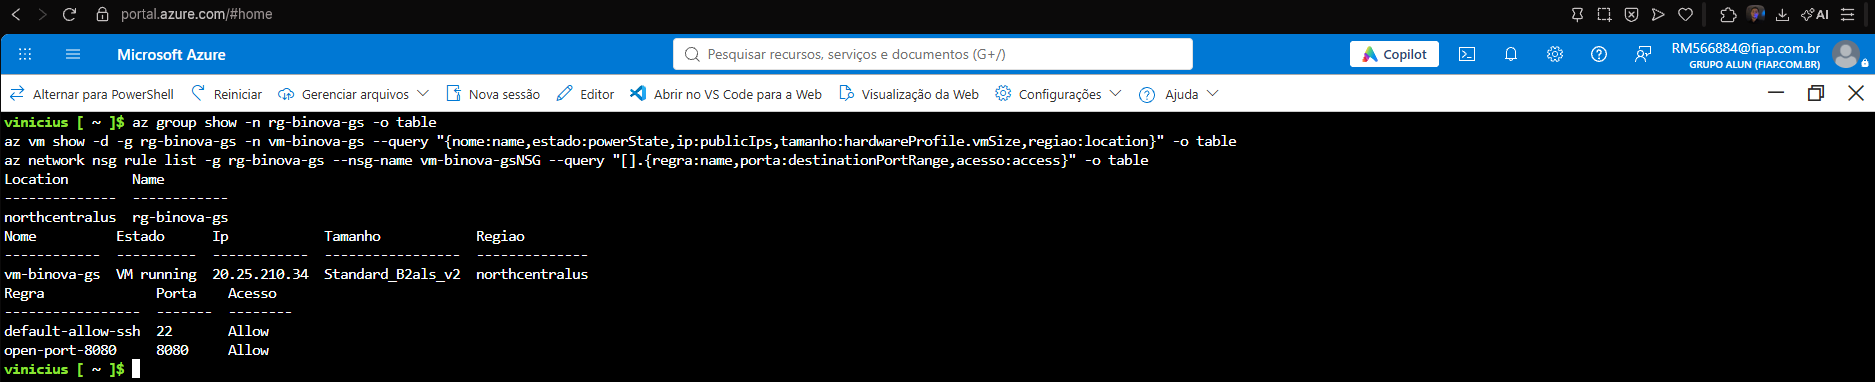 portal.azure.com/#home
AI
Microsoft Azure
Pesquisar recursos, serviços e documentos (G+/)
Copilot
RM566884@fiap.com.br
GRUPO ALUN (FIAP.COM.BR)
Alternar para PowerShell
Reiniciar
Gerenciar arquivos
Nova sessão
Editor
Abrir no VS Code para a Web
Visualização da Web
Configurações
Ajuda
vinicius [ ~ ]$ az group show -n rg-binova-gs -o table
az vm show -d -g rg-binova-gs -n vm-binova-gs --query "{nome:name,estado:powerState,ip:publicIps,tamanho:hardwareProfile.vmSize,regiao:location}" -o table
az network nsg rule list -g rg-binova-gs --nsg-name vm-binova-gsNSG --query "[].{regra:name,porta:destinationPortRange,acesso:access}" -o table
Location        Name
--------------  ------------
northcentralus  rg-binova-gs
Nome          Estado      Ip            Tamanho            Regiao
------------  ----------  ------------  -----------------  --------------
vm-binova-gs  VM running  20.25.210.34  Standard_B2als_v2  northcentralus
Regra              Porta    Acesso
-----------------  -------  --------
default-allow-ssh  22       Allow
open-port-8080     8080     Allow
vinicius [ ~ ]$